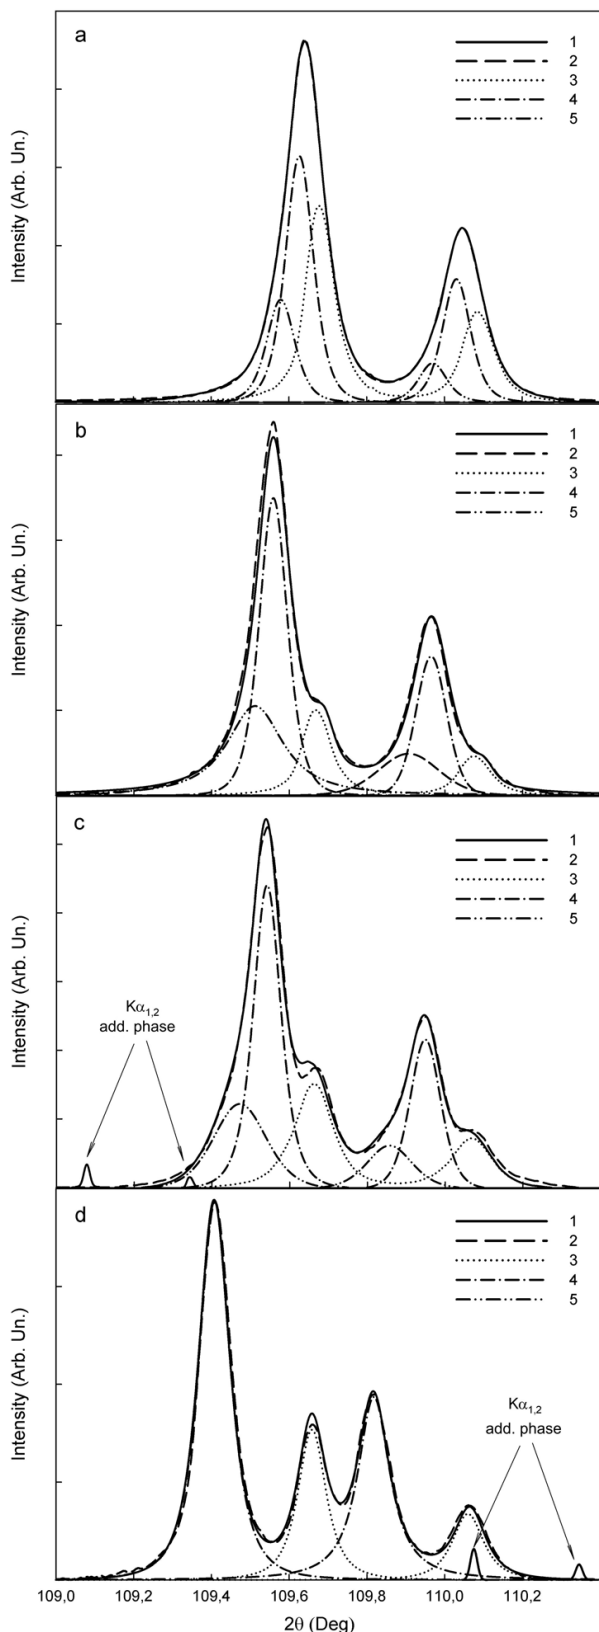 a
1
2
3
4
5
Intensity (Arb. Un.)
b
1
2
3
4
5
Intensity (Arb. Un.)
c
1
2
3
4
5
Kα1,2
add. phase
Intensity (Arb. Un.)
d
1
2
3
4
5
Kα1,2
add. phase
Intensity (Arb. Un.)
109,0 109,2 109,4 109,6 109,8 110,0 110,2
2θ (Deg)